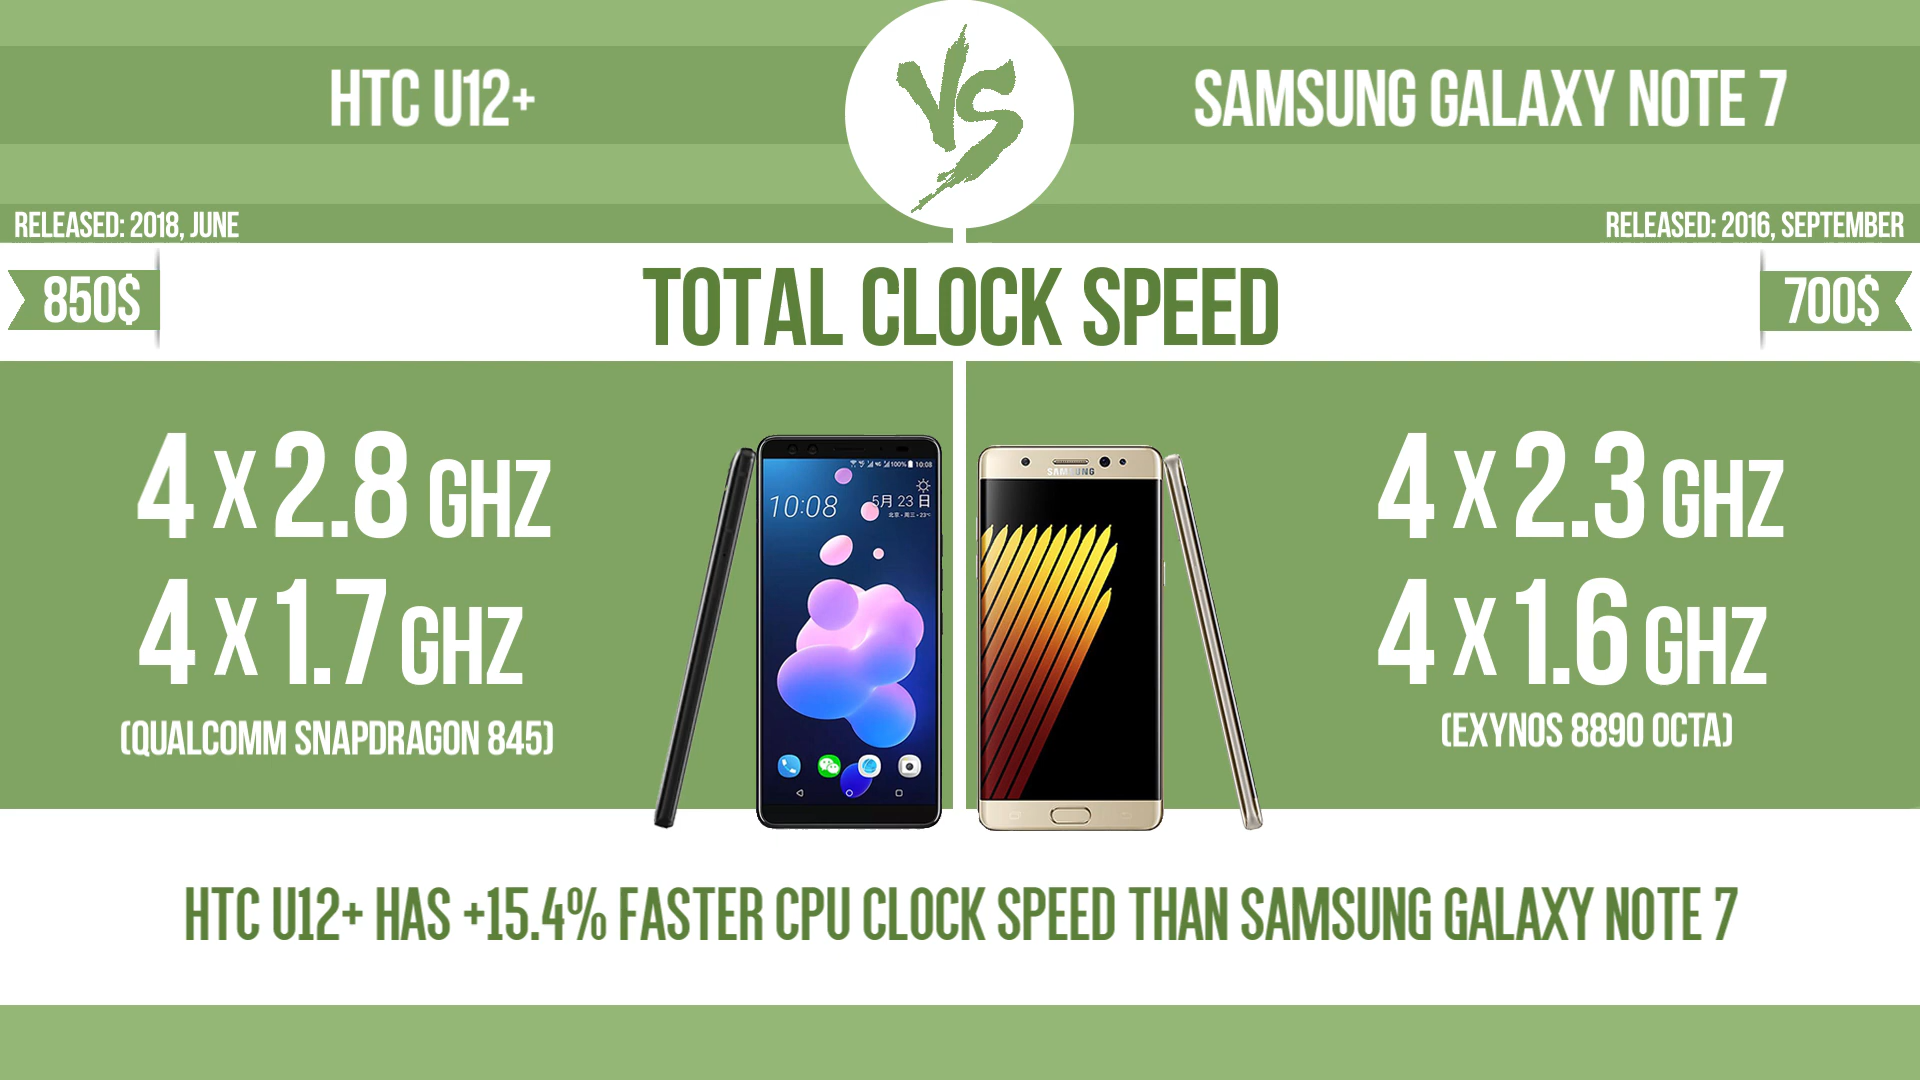 HTC U12+
VS
SAMSUNG GALAXY NOTE 7
RELEASED: 2018, JUNE
RELEASED: 2016, SEPTEMBER
850$
TOTAL CLOCK SPEED
700$
4 X 2.8 GHZ
4 X 1.7 GHZ
(QUALCOMM SNAPDRAGON 845)
100% 10:08
10:08
5月 23 日
SAMSUNG
4 X 2.3 GHZ
4 X 1.6 GHZ
(EXYNOS 8890 OCTA)
HTC U12+ HAS +15.4% FASTER CPU CLOCK SPEED THAN SAMSUNG GALAXY NOTE 7